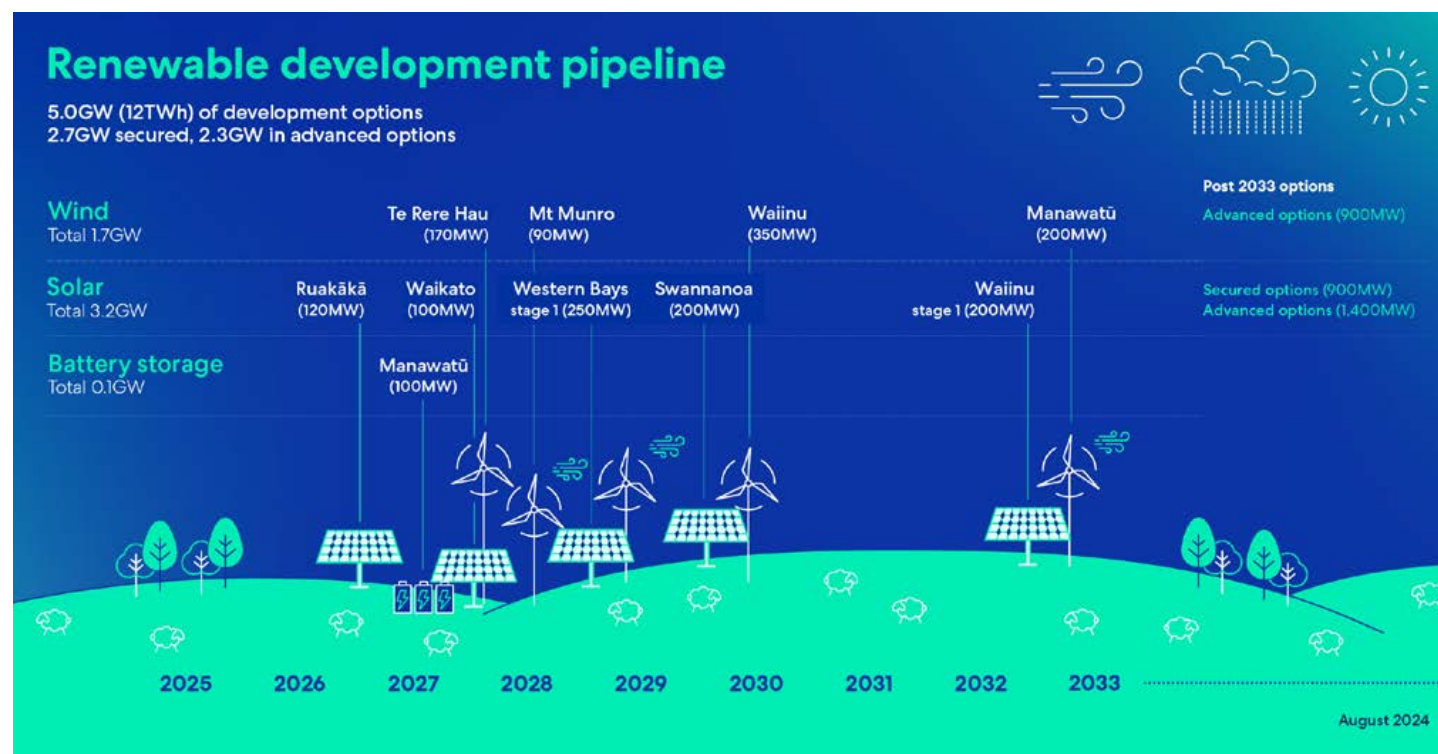 Renewable development pipeline
5.0GW (12TWh) of development options
2.7GW secured, 2.3GW in advanced options
Post 2033 options
Wind
Total 1.7GW
Te Rere Hau
(170MW)
Mt Munro
(90MW)
Waiinu
(350MW)
Manawatū
(200MW)
Advanced options (900MW)
Solar
Total 3.2GW
Ruakākā
(120MW)
Waikato
(100MW)
Western Bays
stage 1 (250MW)
Swannanoa
(200MW)
Waiinu
stage 1 (200MW)
Secured options (900MW)
Advanced options (1,400MW)
Battery storage
Total 0.1GW
Manawatū
(100MW)
2025 2026 2027 2028 2029 2030 2031 2032 2033
August 2024